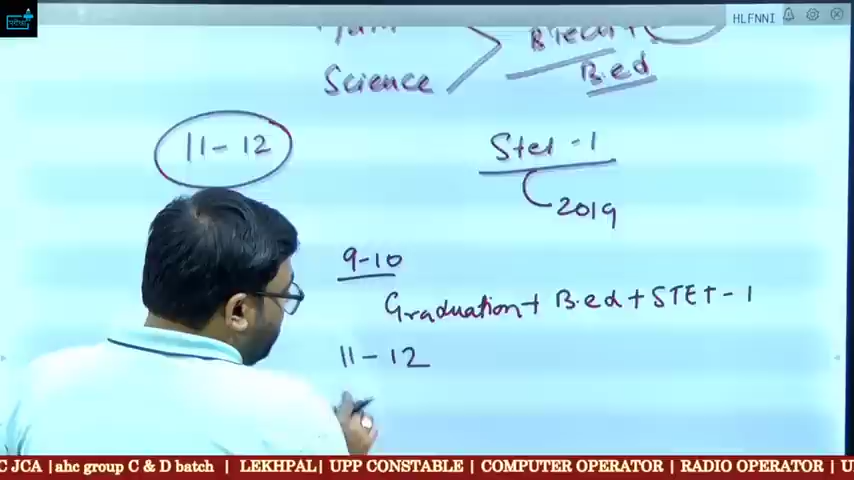 HLFNNI
B.ed
Science
11-12
Stet-1
2019
9-10
Graduation+ B.ed+STET-1
11-12
C JCA |ahc group C & D batch | LEKHPAL| UPP CONSTABLE | COMPUTER OPERATOR | RADIO OPERATOR | U